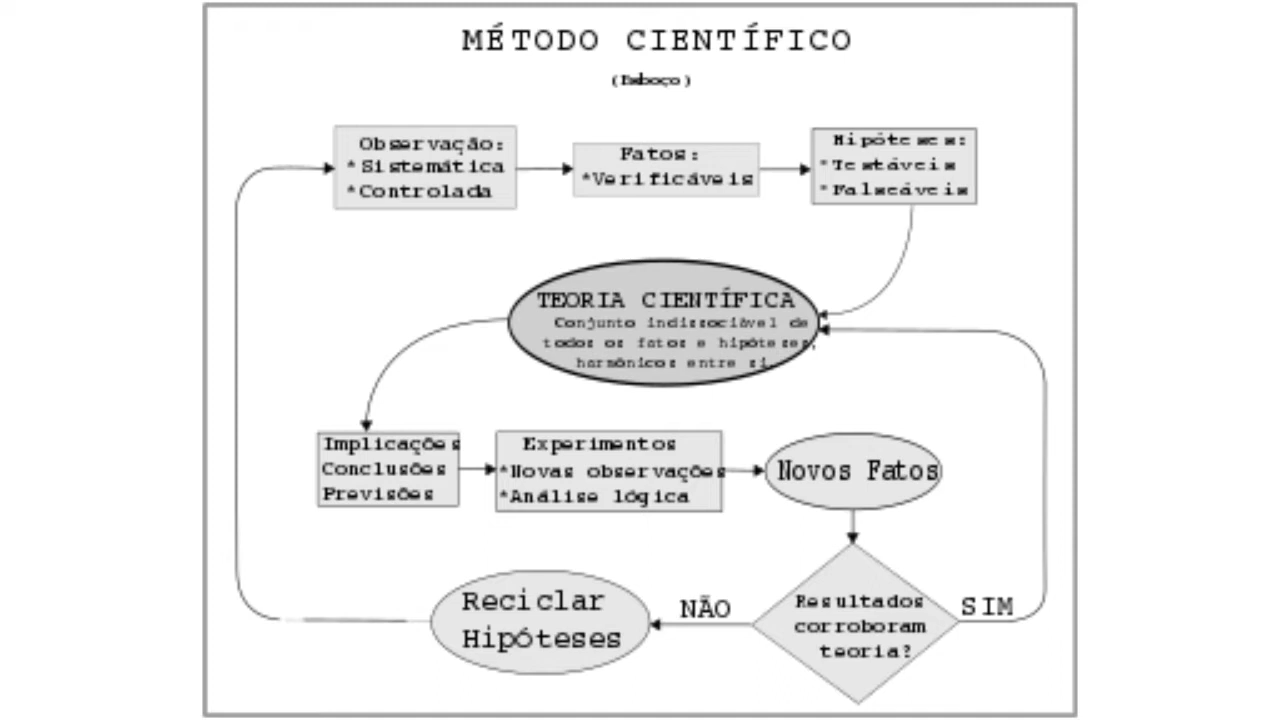 MÉTODO CIENTÍFICO
(Esboço)
Observação:
*Sistemática
*Controlada
Fatos:
*Verificáveis
Hipóteses:
*Testáveis
*Falseáveis
TEORIA CIENTÍFICA
Conjunto indissociável de
todos os fatos e hipóteses,
harmônicos entre si.
Implicações
Conclusões
Previsões
Experimentos
*Novas observações
*Análise lógica
Novos Fatos
Resultados
corroboram
teoria?
SIM
NÃO
Reciclar
Hipóteses